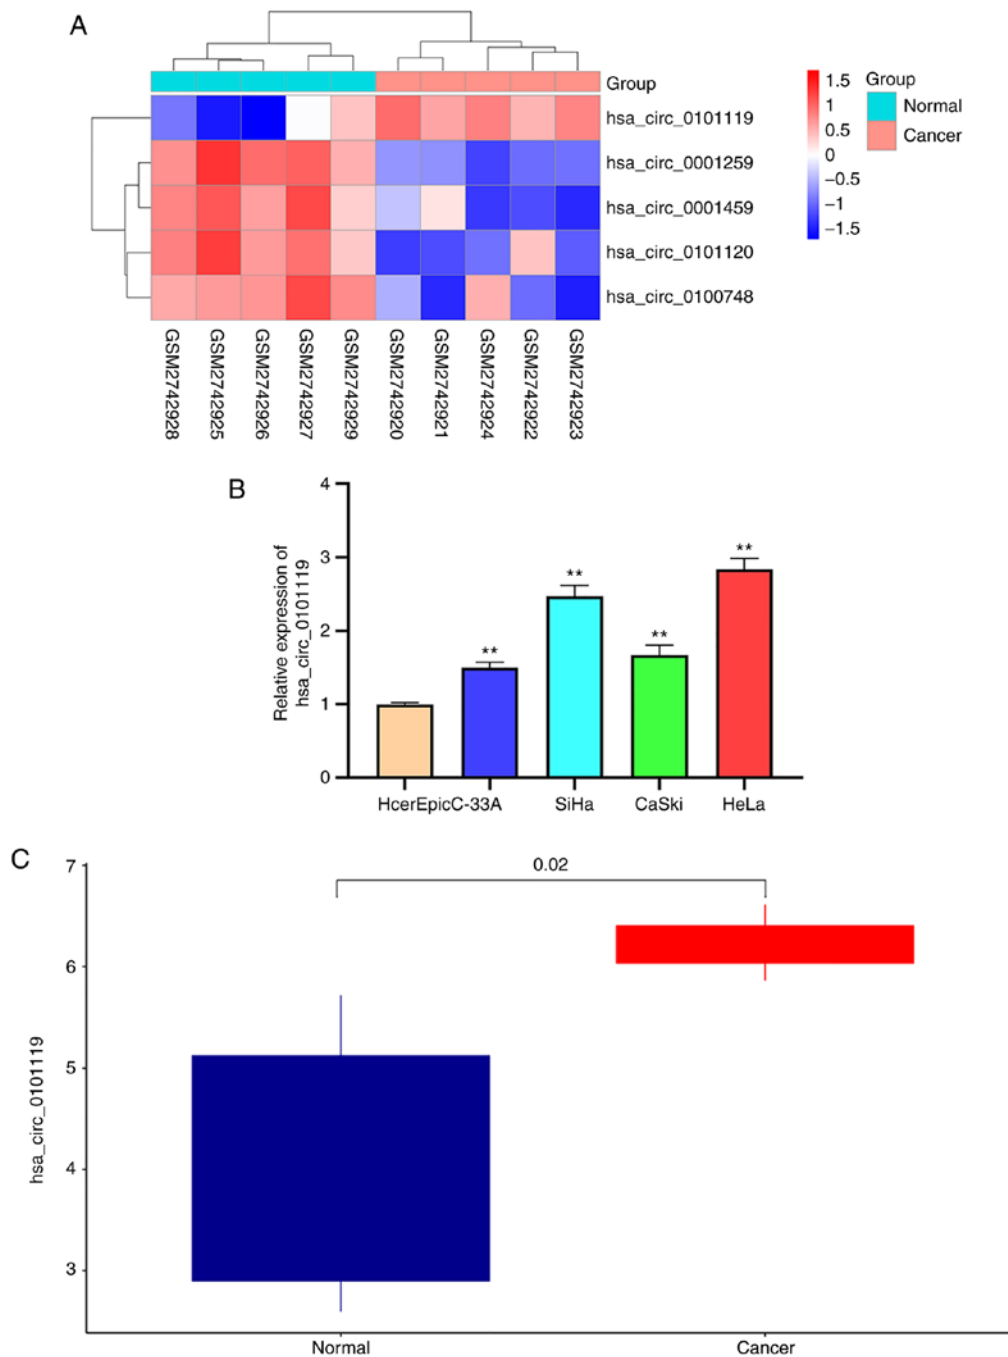 A
Group
hsa_circ_0101119
hsa_circ_0001259
hsa_circ_0001459
hsa_circ_0101120
hsa_circ_0100748
GSM2742928
GSM2742925
GSM2742926
GSM2742927
GSM2742929
GSM2742920
GSM2742921
GSM2742924
GSM2742922
GSM2742923
1.5
1
0.5
0
−0.5
−1
−1.5
Group
Normal
Cancer
B
Relative expression of
hsa_circ_0101119
4
3
2
1
0
**
**
**
**
HcerEpicC-33A
SiHa
CaSki
HeLa
C
hsa_circ_0101119
7
6
5
4
3
0.02
Normal
Cancer